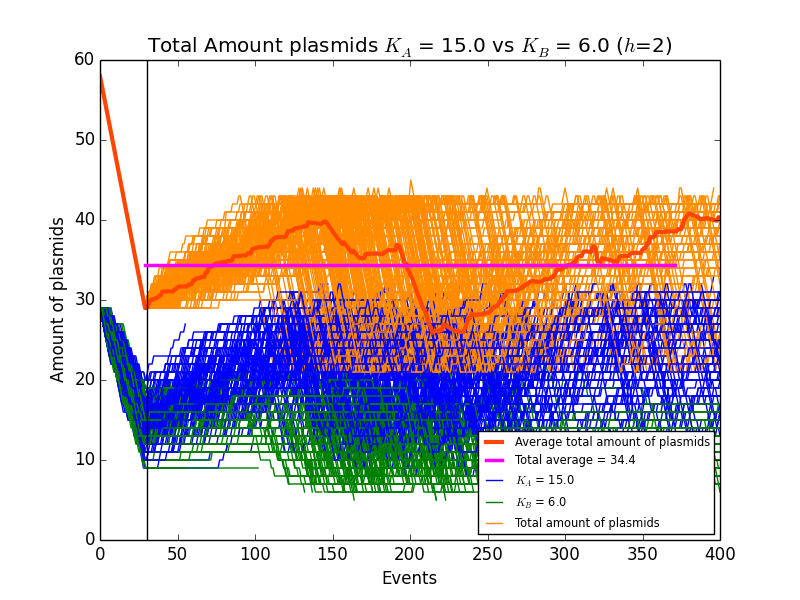 Total Amount plasmids K_A = 15.0 vs K_B = 6.0 (h=2)
60
50
40
30
20
10
0
Amount of plasmids
Average total amount of plasmids
Total average = 34.4
K_A = 15.0
K_B = 6.0
Total amount of plasmids
0 50 100 150 200 250 300 350 400
Events